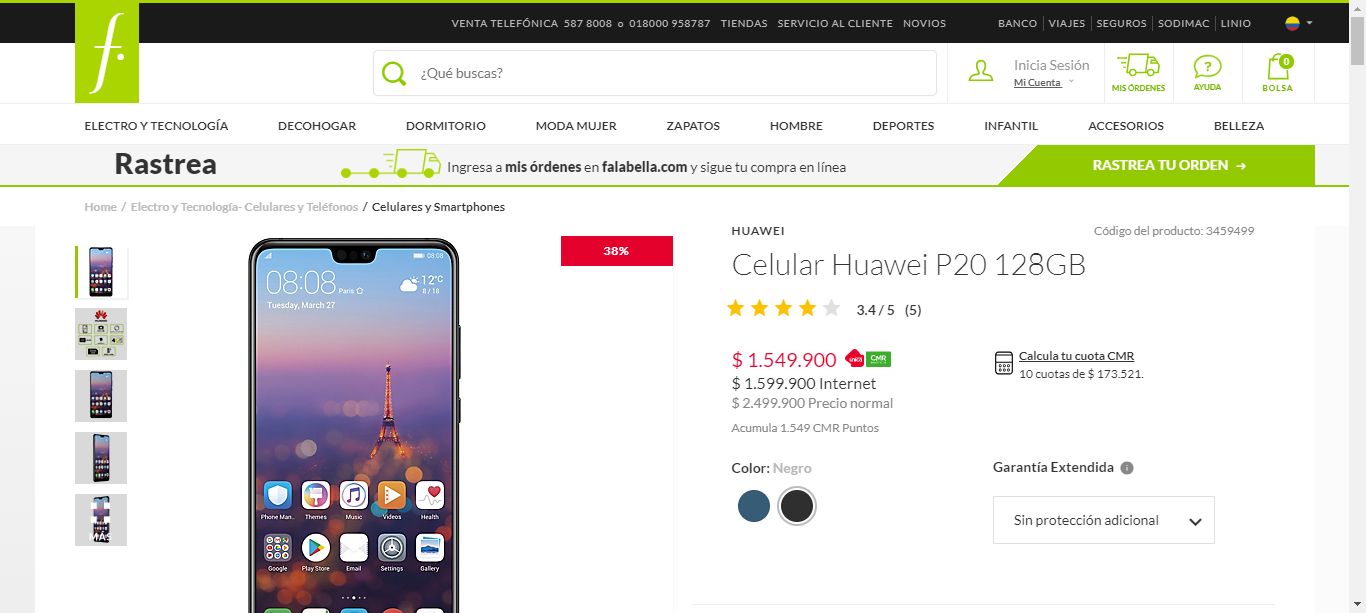 VENTA TELEFÓNICA 587 8008 o 018000 958787 TIENDAS SERVICIO AL CLIENTE NOVIOS BANCO VIAJES SEGUROS SODIMAC LINIO
f.
¿Qué buscas?
Inicia Sesión
Mi Cuenta
MIS ÓRDENES
?
AYUDA
0
BOLSA
ELECTRO Y TECNOLOGÍA DECOHOGAR DORMITORIO MODA MUJER ZAPATOS HOMBRE DEPORTES INFANTIL ACCESORIOS BELLEZA
Rastrea Ingresa a mis órdenes en falabella.com y sigue tu compra en línea RASTREA TU ORDEN →
Home / Electro y Tecnología- Celulares y Teléfonos / Celulares y Smartphones
HUAWEI
Código del producto: 3459499
38%
Celular Huawei P20 128GB
3.4 / 5 (5)
$ 1.549.900 única CMR
$ 1.599.900 Internet
$ 2.499.900 Precio normal
Acumula 1.549 CMR Puntos
Calcula tu cuota CMR
10 cuotas de $ 173.521.
Color: Negro
Garantía Extendida i
Sin protección adicional
HUAWEI
MÁS
08:08
08:08 Paris
Tuesday, March 27
12°C
8 / 18
Phone Man.. Themes Music Videos Health
Google Play Store Email Settings Gallery